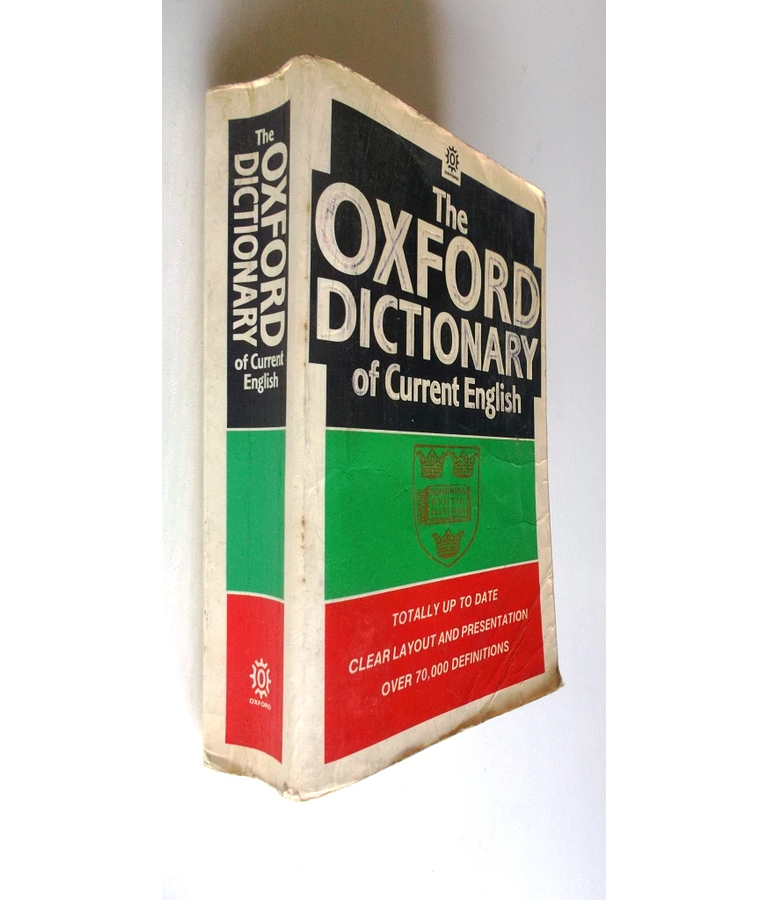 The
OXFORD
DICTIONARY
of Current
English
OXFORD
OXFORD
The
OXFORD
DICTIONARY
of Current English
TOTALLY UP TO DATE
CLEAR LAYOUT AND PRESENTATION
OVER 70,000 DEFINITIONS